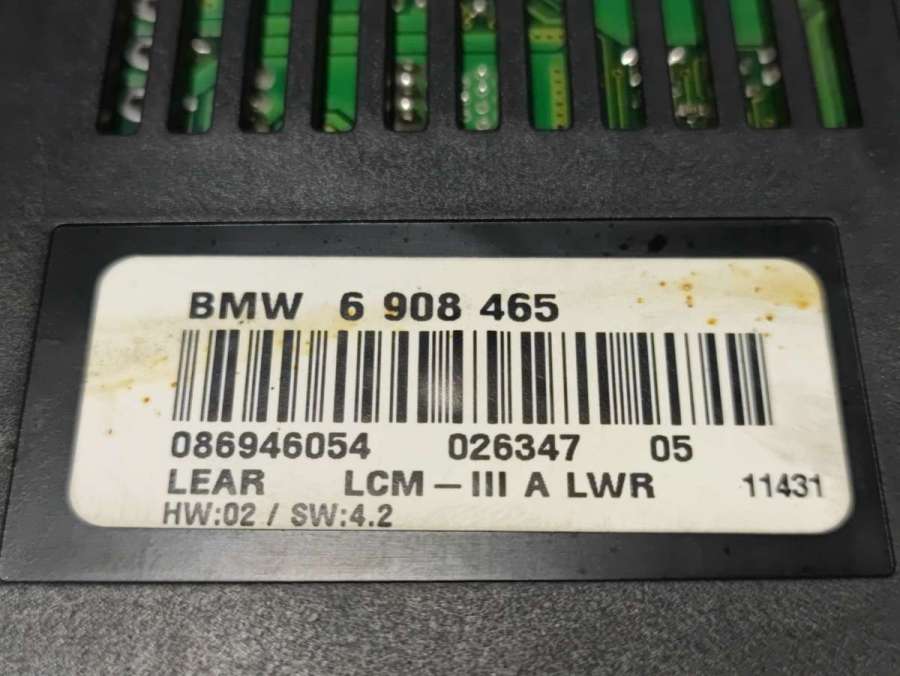 BMW 6 908 465
086946054 026347 05
LEAR LCM - III A LWR 11431
HW:02 / SW:4.2